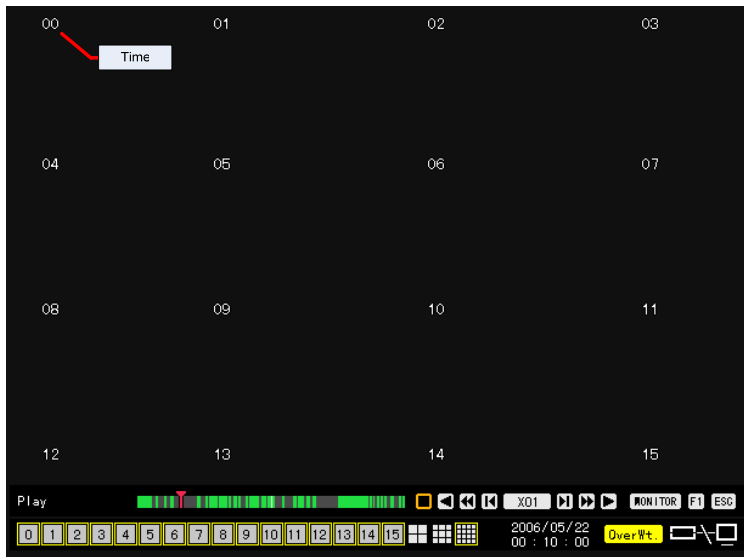 00 01 02 03
Time
04 05 06 07
08 09 10 11
12 13 14 15
Play X01 MONITOR F1 ESC
0 1 2 3 4 5 6 7 8 9 10 11 12 13 14 15 2006/05/22 OverWt.
00 : 10 : 00